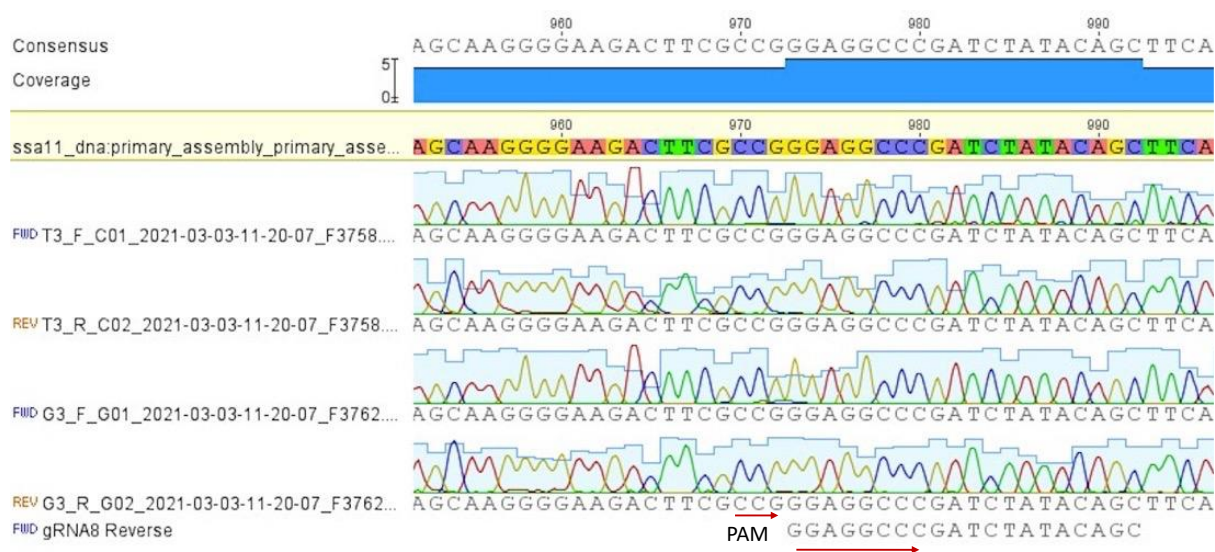 960 970 980 990
Consensus AGCAAGGGGAAGACTTCGCCGGGAGGCCCGATCTATACAGCTTCA
5
Coverage
0
960 970 980 990
ssa11_dna:primary_assembly_primary_asse... AGCAAGGGGAAGACTTCGCCGGGAGGCCCGATCTATACAGCTTCA
FWD T3_F_C01_2021-03-03-11-20-07_F3758.... AGCAAGGGGAAGACTTCGCCGGGAGGCCCGATCTATACAGCTTCA
REV T3_R_C02_2021-03-03-11-20-07_F3758.... AGCAAGGGGAAGACTTCGCCGGGAGGCCCGATCTATACAGCTTCA
FWD G3_F_G01_2021-03-03-11-20-07_F3762.... AGCAAGGGGAAGACTTCGCCGGGAGGCCCGATCTATACAGCTTCA
REV G3_R_G02_2021-03-03-11-20-07_F3762... AGCAAGGGGAAGACTTCGCCGGGAGGCCCGATCTATACAGCTTCA
FWD gRNA8 Reverse PAM GGAGGCCCGATCTATACAGC